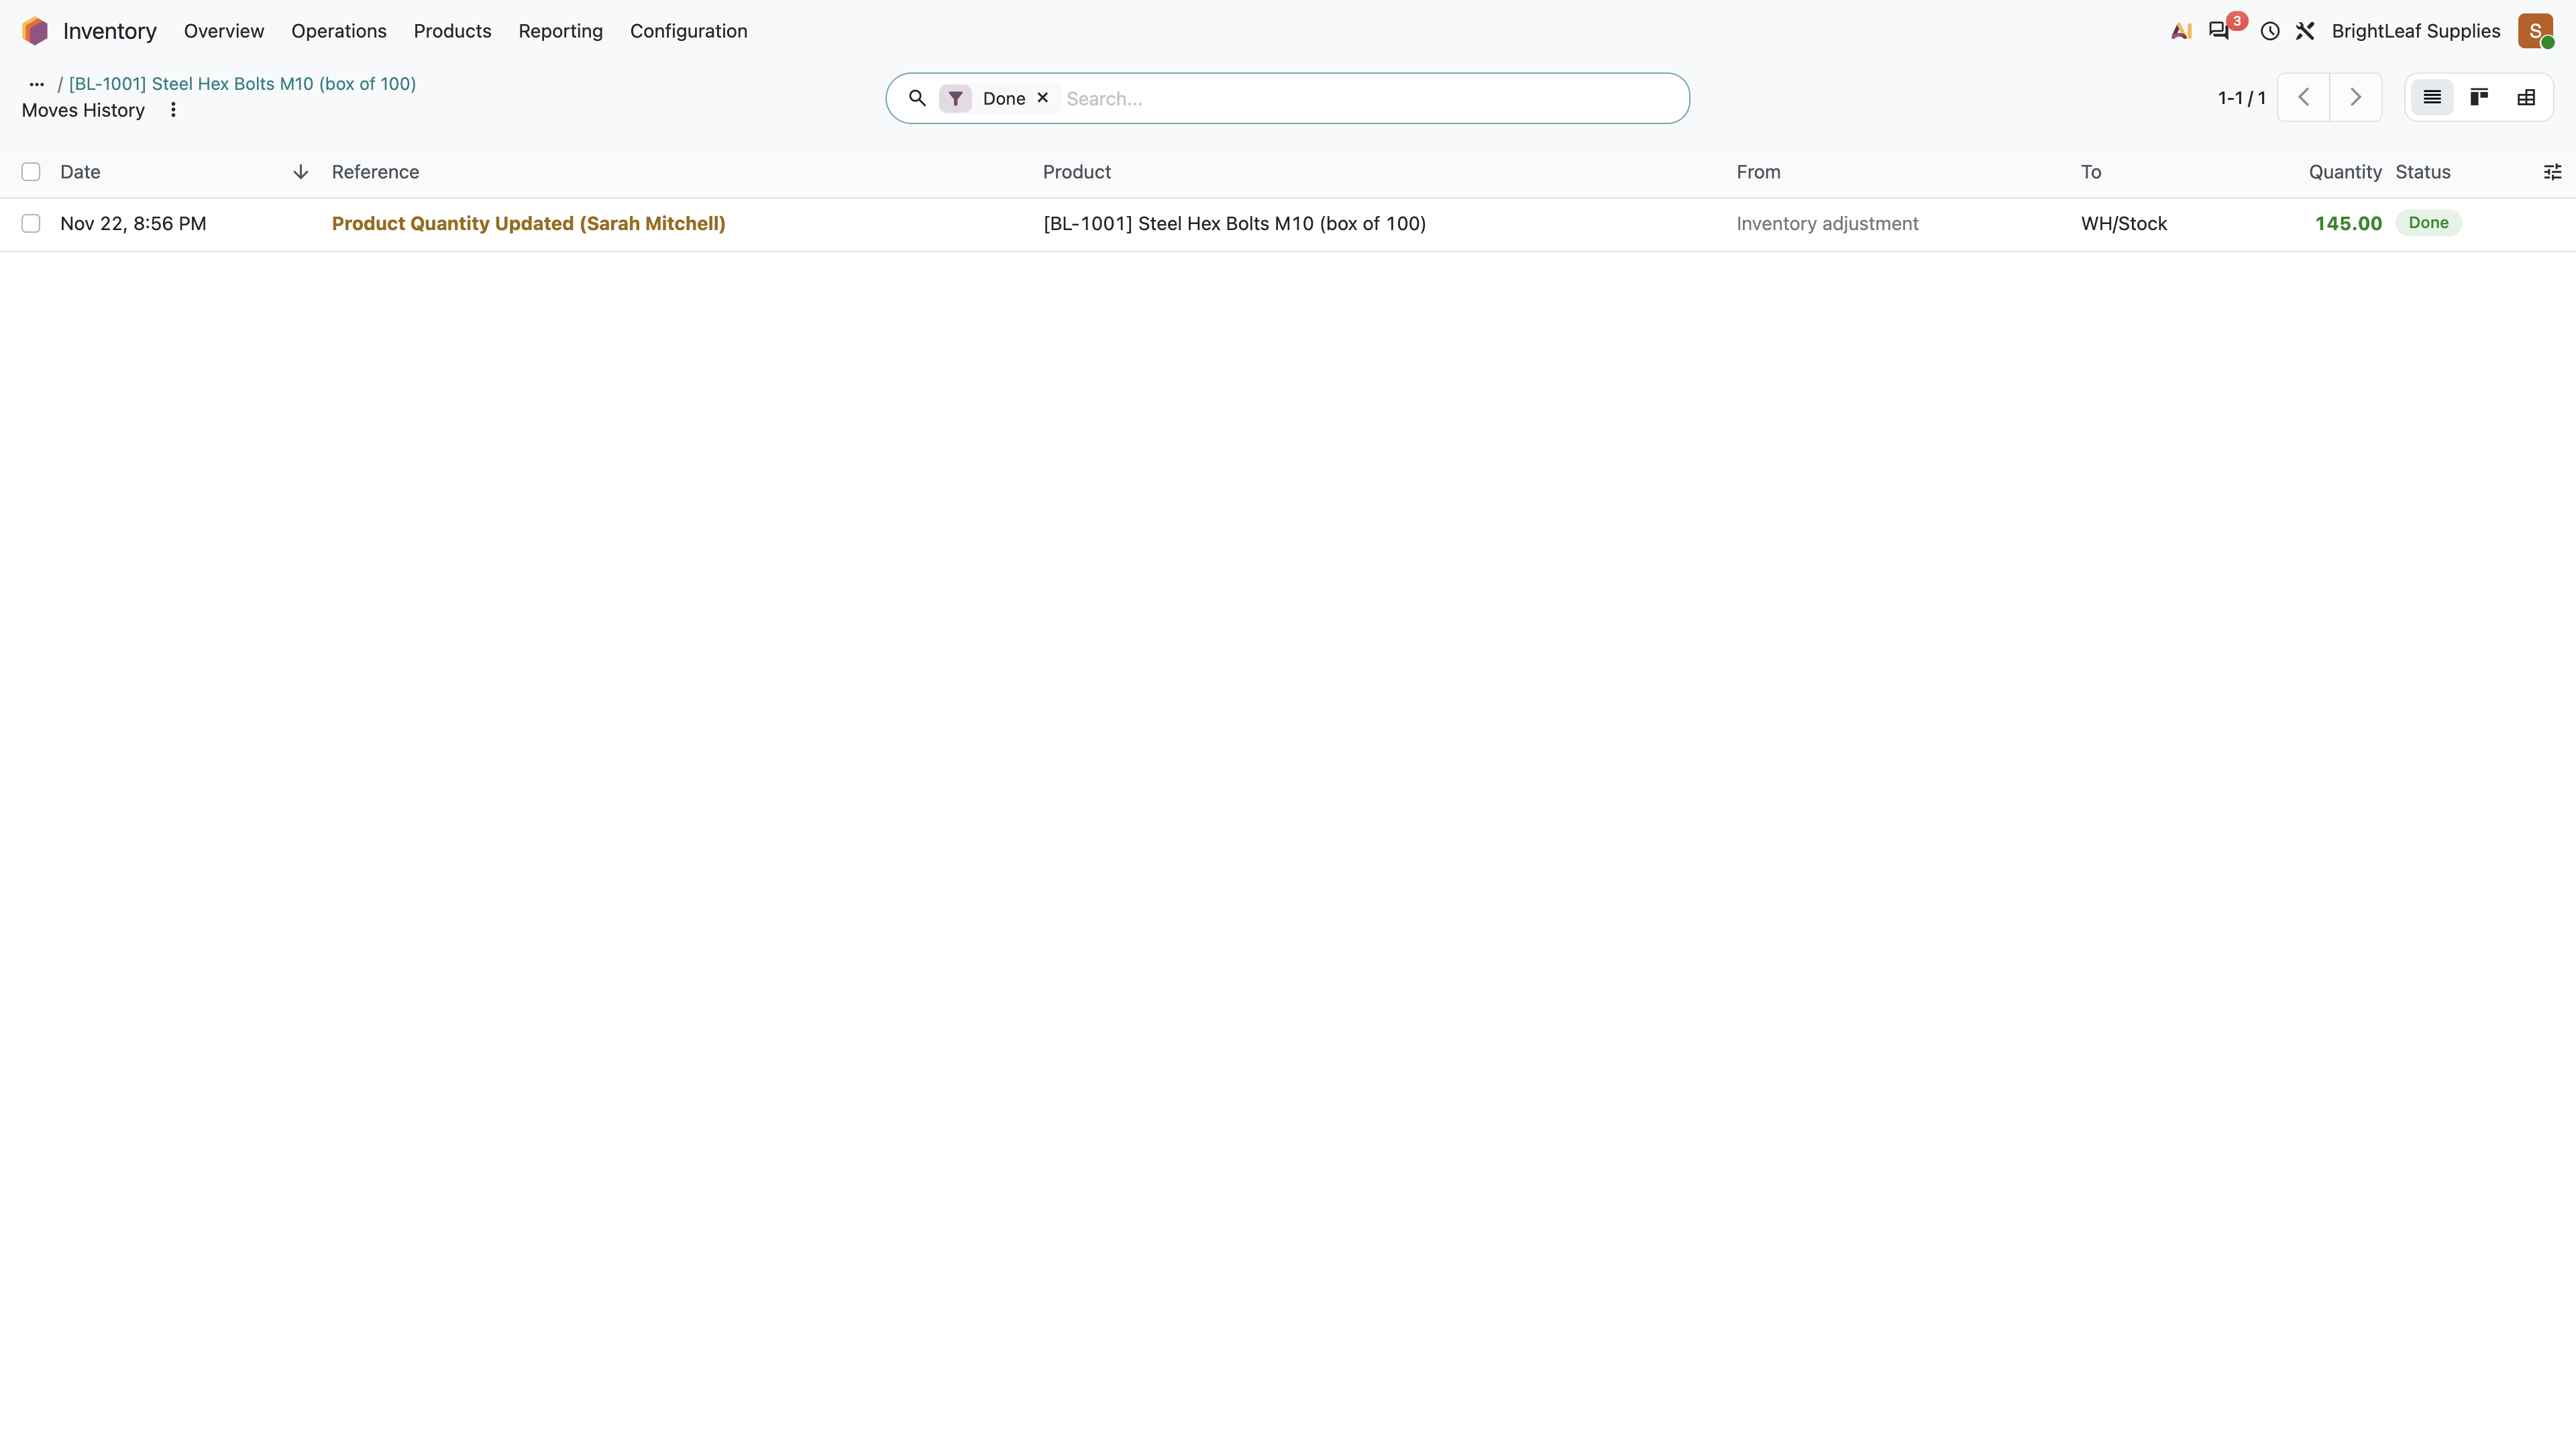 Inventory Overview Operations Products Reporting Configuration AI 3 BrightLeaf Supplies S
... / [BL-1001] Steel Hex Bolts M10 (box of 100)
Moves History
Done Search...
1-1 / 1
Date Reference Product From To Quantity Status
Nov 22, 8:56 PM Product Quantity Updated (Sarah Mitchell) [BL-1001] Steel Hex Bolts M10 (box of 100) Inventory adjustment WH/Stock 145.00 Done